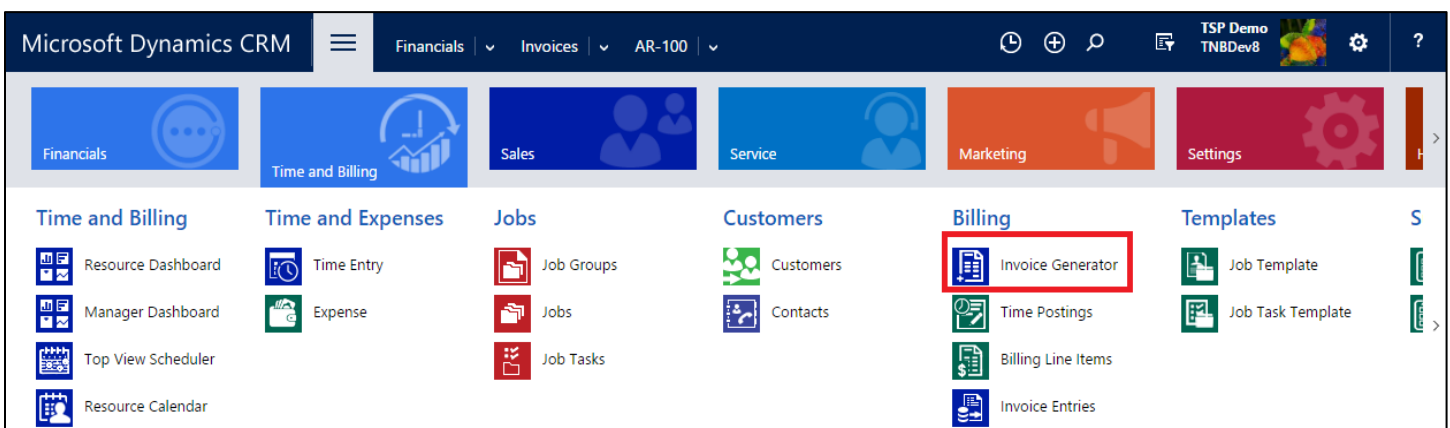 Microsoft Dynamics CRM Financials Invoices AR-100 TSP Demo TNBDev8 ?
Financials Time and Billing Sales Service Marketing Settings H
Time and Billing Time and Expenses Jobs Customers Billing Templates S
Resource Dashboard Time Entry Job Groups Customers Invoice Generator Job Template
Manager Dashboard Expense Jobs Contacts Time Postings Job Task Template
Top View Scheduler Job Tasks Billing Line Items
Resource Calendar Invoice Entries